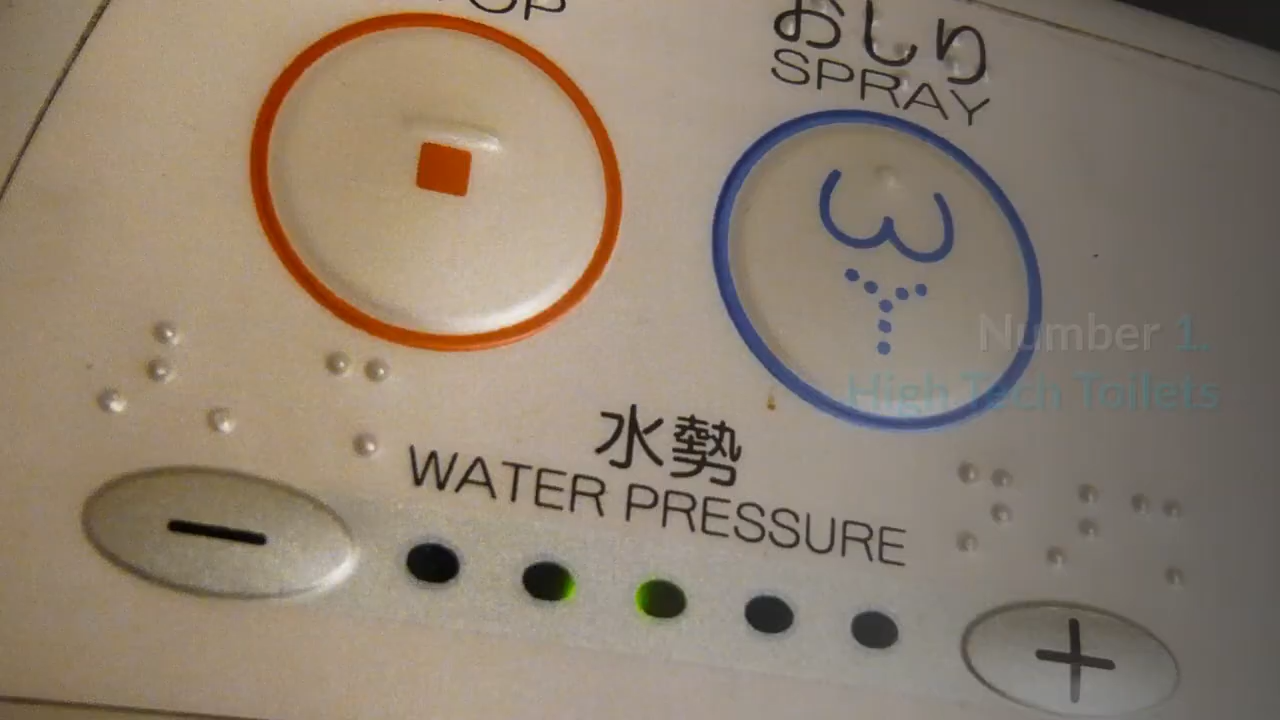 おしり
SPRAY
Number 1.
High Tech Toilets
水勢
WATER PRESSURE